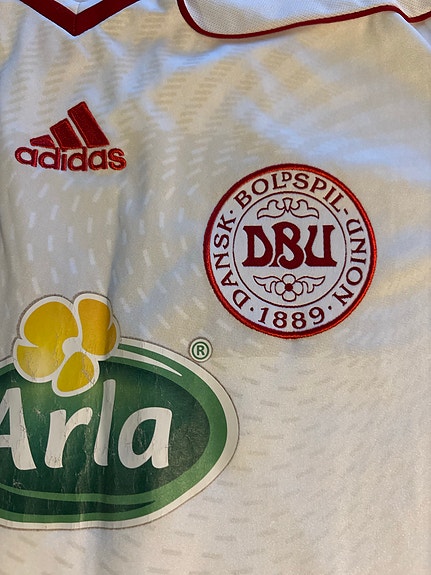 adidas
DANSK · BOLDSPIL-UNION
DBU
· 1889 ·
Arla ®